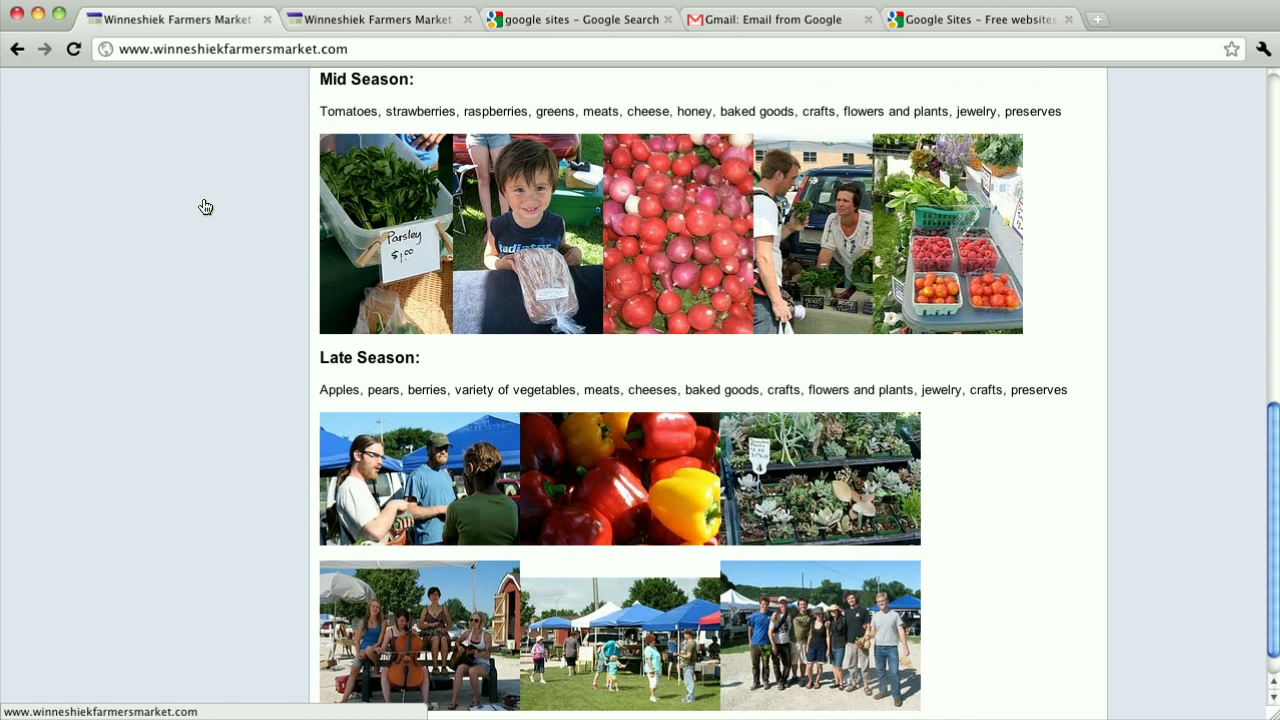 Winneshiek Farmers Market
Winneshiek Farmers Market
google sites – Google Search
Gmail: Email from Google
Google Sites – Free websites
www.winneshiekfarmersmarket.com
Mid Season:
Tomatoes, strawberries, raspberries, greens, meats, cheese, honey, baked goods, crafts, flowers and plants, jewelry, preserves
Parsley
$1.00
Radiator
Late Season:
Apples, pears, berries, variety of vegetables, meats, cheeses, baked goods, crafts, flowers and plants, jewelry, crafts, preserves
www.winneshiekfarmersmarket.com